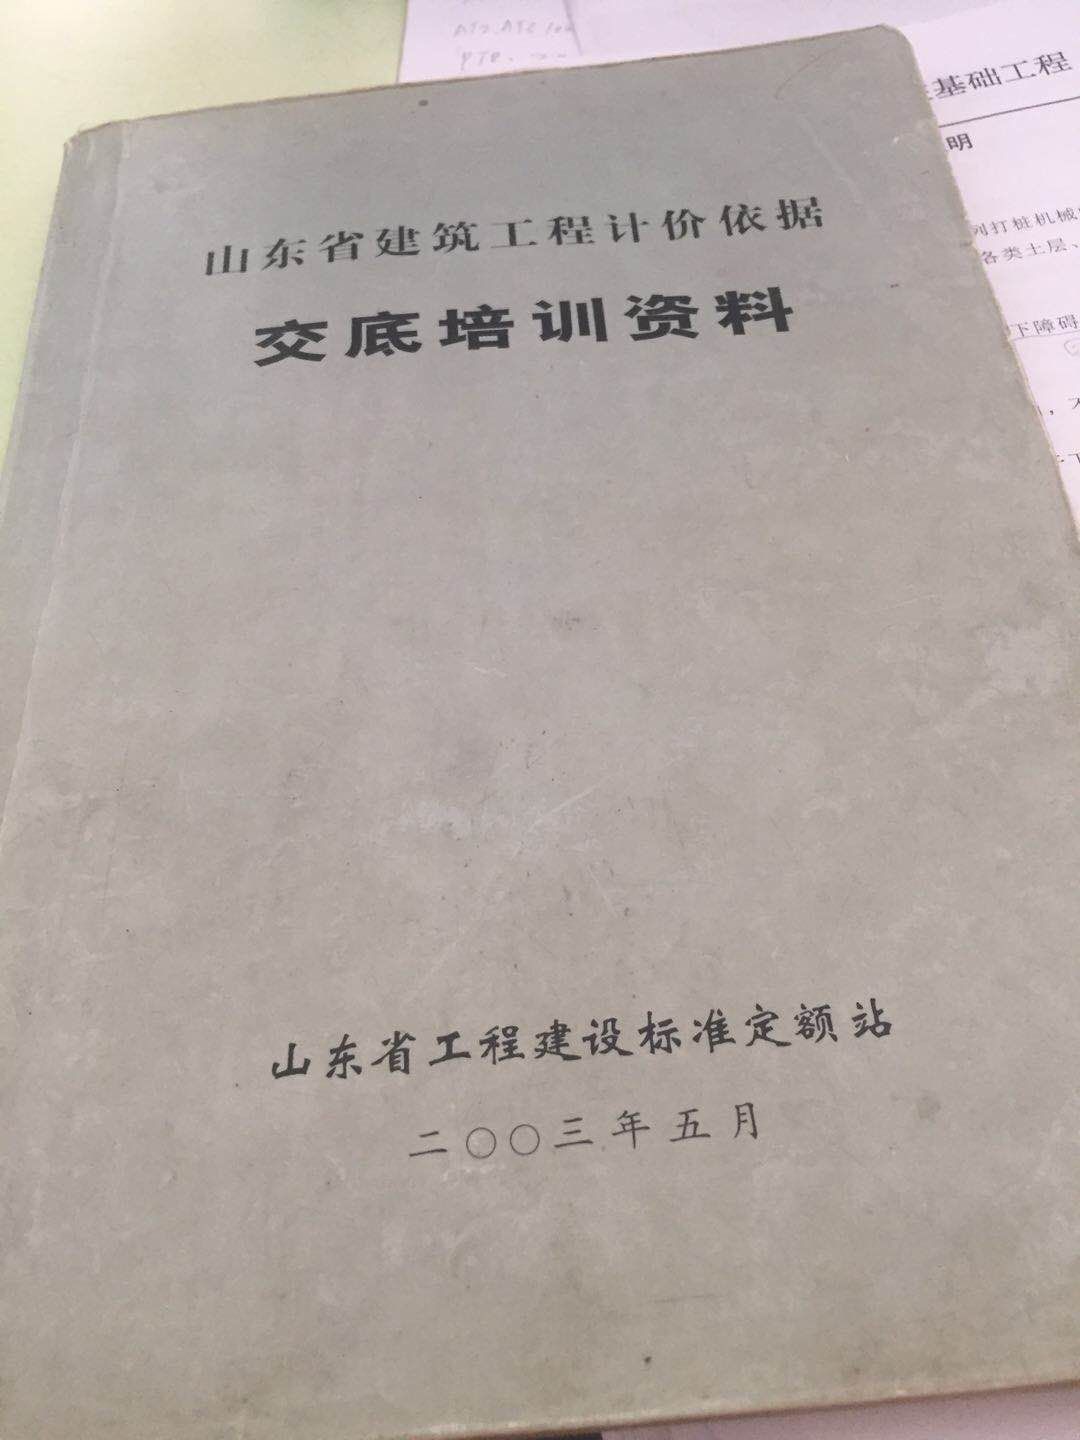 山东省建筑工程计价依据
交底培训资料
山东省工程建设标准定额站
二〇〇三年五月
基础工程
明
列打桩机械
各类土层、
下障碍